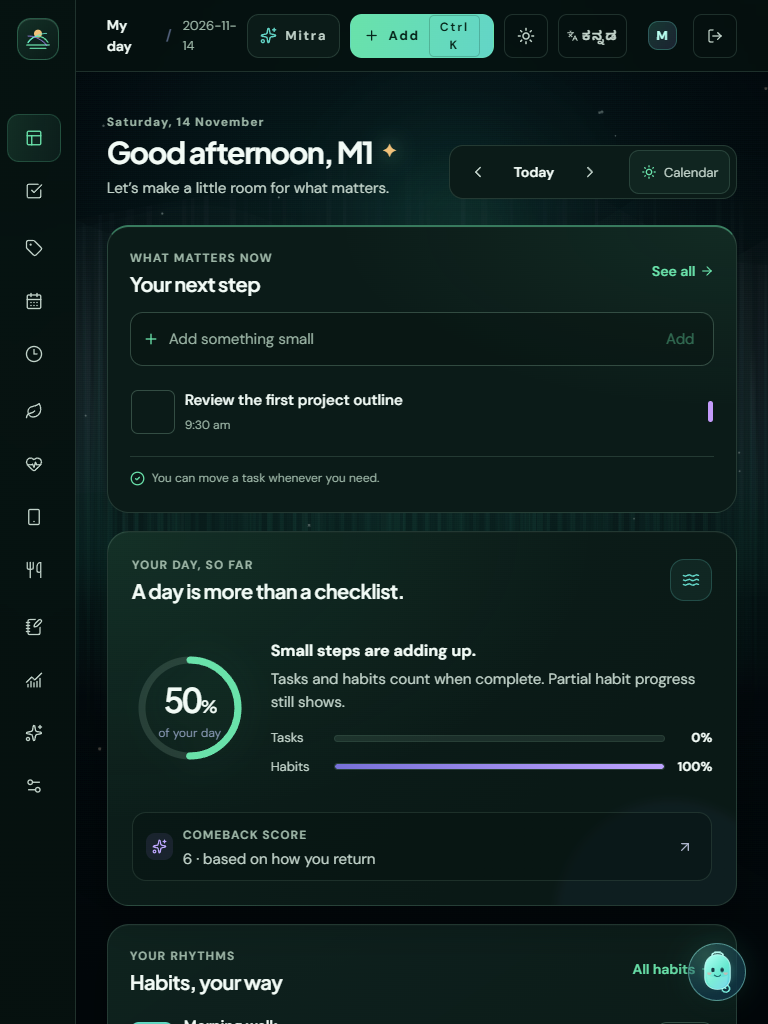 My day / 2026-11-14
Mitra
+ Add Ctrl K
ಕನ್ನಡ
M
Saturday, 14 November
Good afternoon, M1
Let's make a little room for what matters.
Today
Calendar
WHAT MATTERS NOW
Your next step
See all →
+ Add something small
Add
Review the first project outline
9:30 am
You can move a task whenever you need.
YOUR DAY, SO FAR
A day is more than a checklist.
50%
of your day
Small steps are adding up.
Tasks and habits count when complete. Partial habit progress
still shows.
Tasks 0%
Habits 100%
COMEBACK SCORE
6 · based on how you return
YOUR RHYTHMS
Habits, your way
All habits
Morning walk